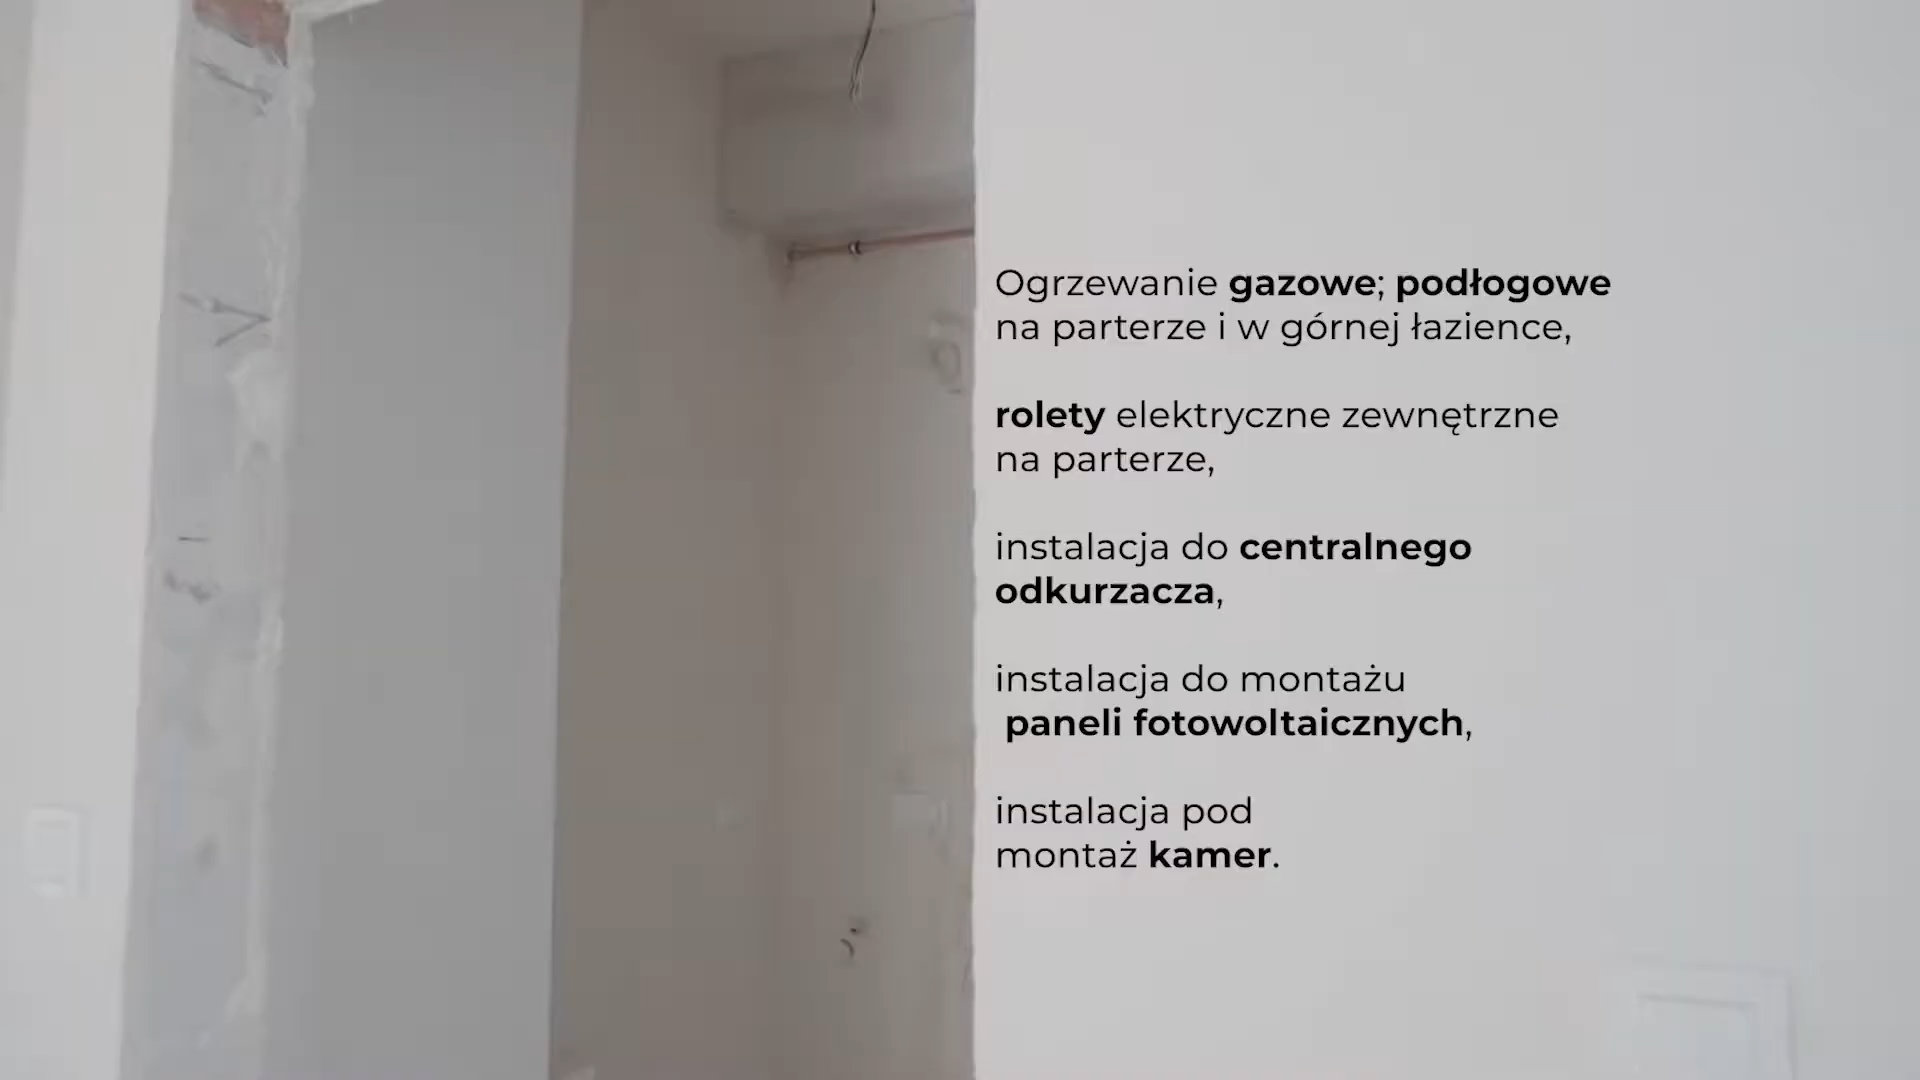 Ogrzewanie gazowe; podłogowe
na parterze i w górnej łazience,
rolety elektryczne zewnętrzne
na parterze,
instalacja do centralnego
odkurzacza,
instalacja do montażu
paneli fotowoltaicznych,
instalacja pod
montaż kamer.